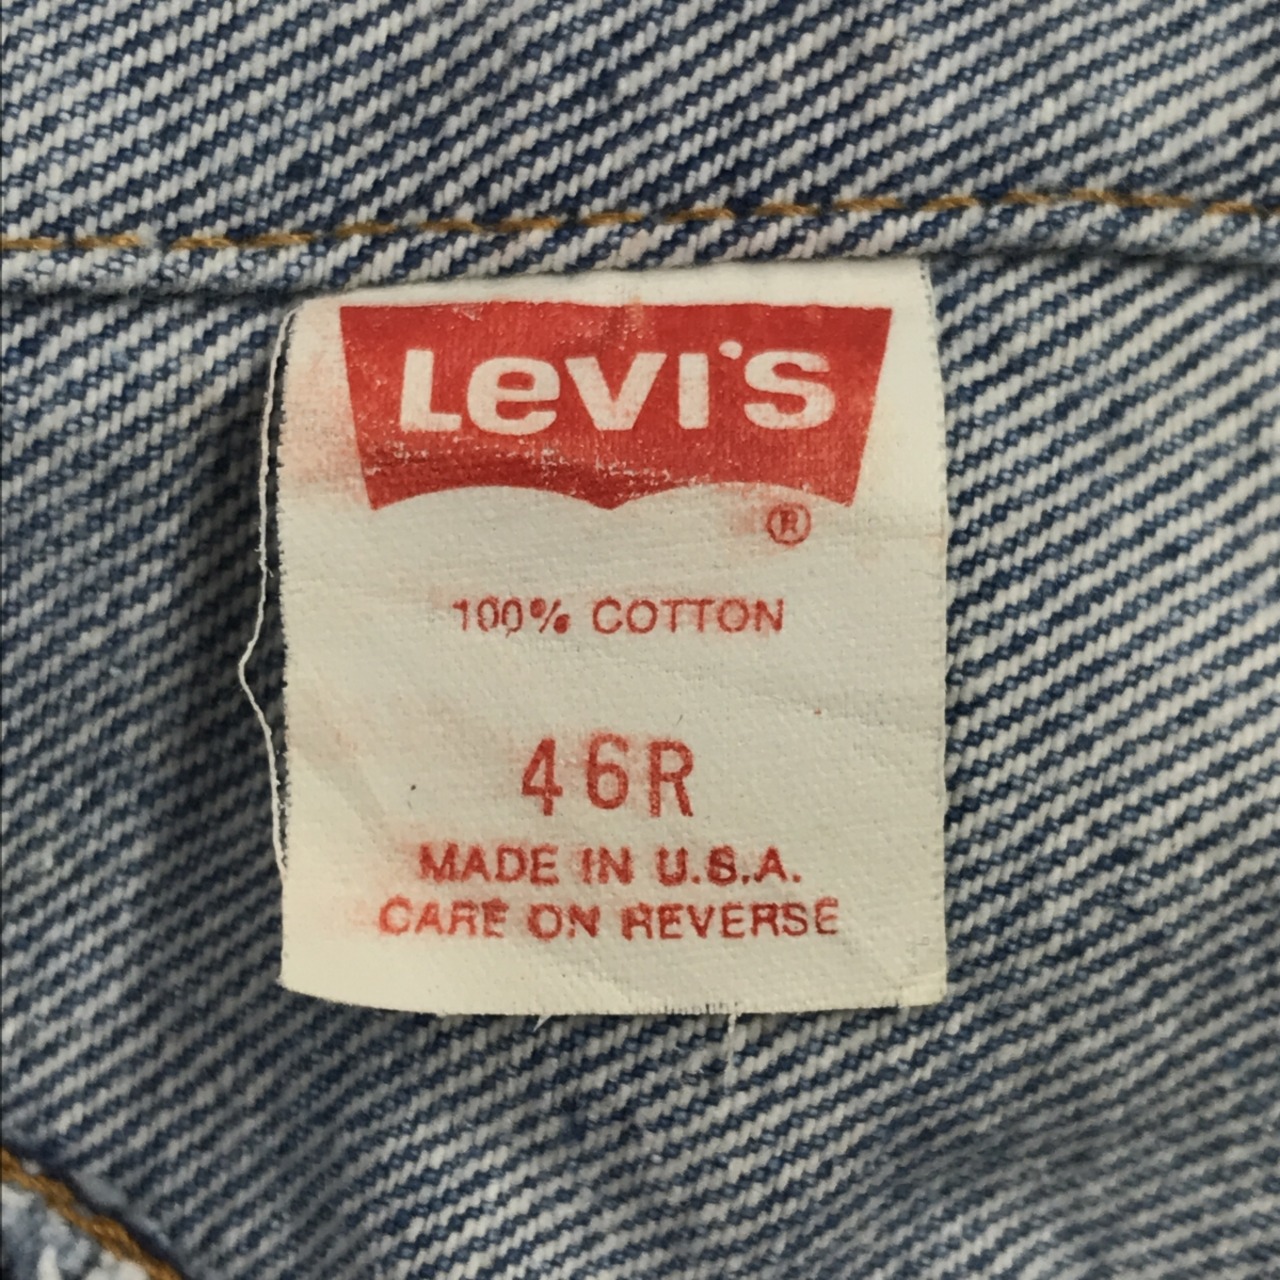 Levi's
®
100% COTTON
46R
MADE IN U.S.A.
CARE ON REVERSE